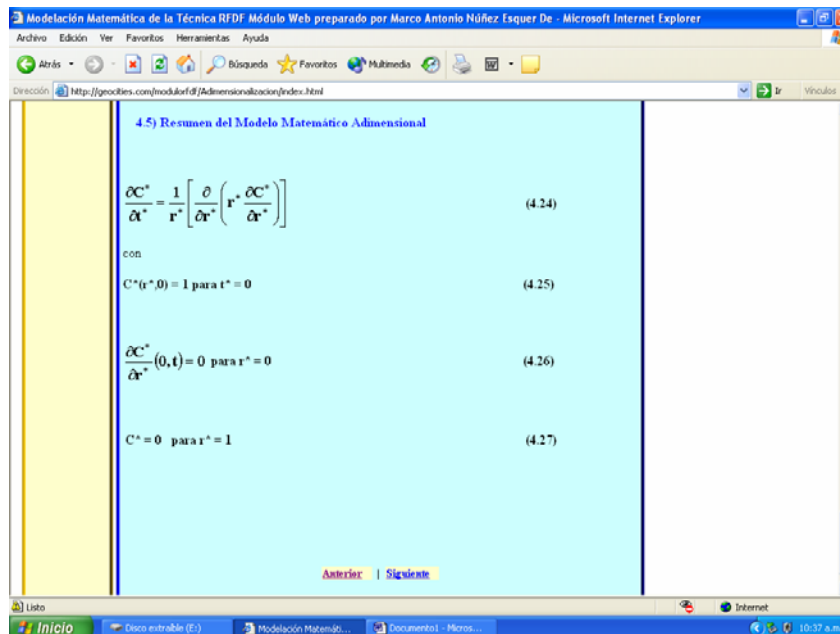 Modelación Matemática de la Técnica RFDF Módulo Web preparado por Marco Antonio Núñez Esquer De - Microsoft Internet Explorer
Archivo Edición Ver Favoritos Herramientas Ayuda
Atrás Búsqueda Favoritos Multimedia
Dirección http://geocities.com/modulorfdf/Adimensionalizacion/index.html Ir Vínculos
4.5) Resumen del Modelo Matemático Adimensional
∂C*/∂t* = 1/r* [∂/∂r* (r* ∂C*/∂r*)] (4.24)
con
C*(r*,0) = 1 para t* = 0 (4.25)
∂C*/∂r* (0,t) = 0 para r* = 0 (4.26)
C* = 0 para r* = 1 (4.27)
Anterior | Siguiente
Listo Internet
Inicio Disco extraíble (E:) Modelación Matemáti... Documento1 - Micros... 10:37 a.m.